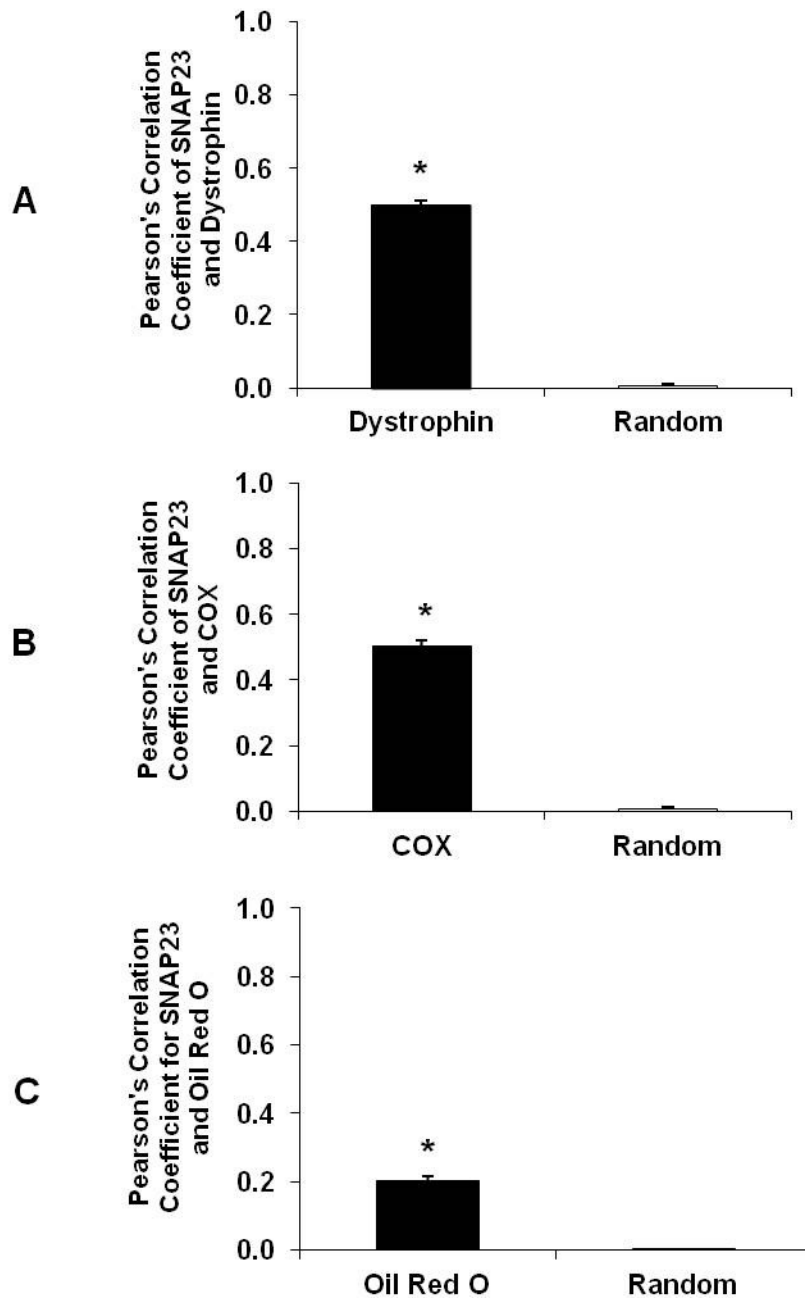 A
Pearson's Correlation
Coefficient of SNAP23
and Dystrophin
1.0
0.8
0.6
0.4
0.2
0.0
*
Dystrophin
Random
B
Pearson's Correlation
Coefficient of SNAP23
and COX
1.0
0.8
0.6
0.4
0.2
0.0
*
COX
Random
C
Pearson's Correlation
Coefficient for SNAP23
and Oil Red O
1.0
0.8
0.6
0.4
0.2
0.0
*
Oil Red O
Random